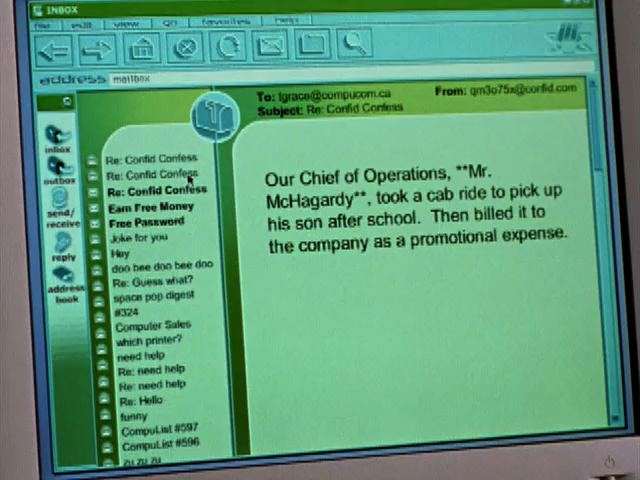 INBOX
file edit view go favorites help
address mailbox
To: tgrace@compucom.ca
From: qm3o75x@confid.com
Subject: Re: Confid Confess
inbox
outbox
send/
receive
reply
address
book
Re: Confid Confess
Re: Confid Confess
Re: Confid Confess
Earn Free Money
Free Password
Joke for you
Hey
doo bee doo bee doo
Re: Guess what?
space pop digest
#324
Computer Sales
which printer?
need help
Re: need help
Re: need help
Re: Hello
funny
CompuList #597
CompuList #596
zu zu zu
Our Chief of Operations, **Mr.
McHagardy**, took a cab ride to pick up
his son after school. Then billed it to
the company as a promotional expense.